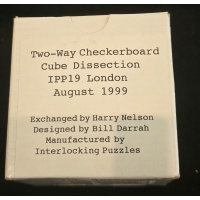 Two-Way Checkerboard
Cube Dissection
IPP19 London
August 1999
Exchanged by Harry Nelson
Designed by Bill Darrah
Manufactured by
Interlocking Puzzles